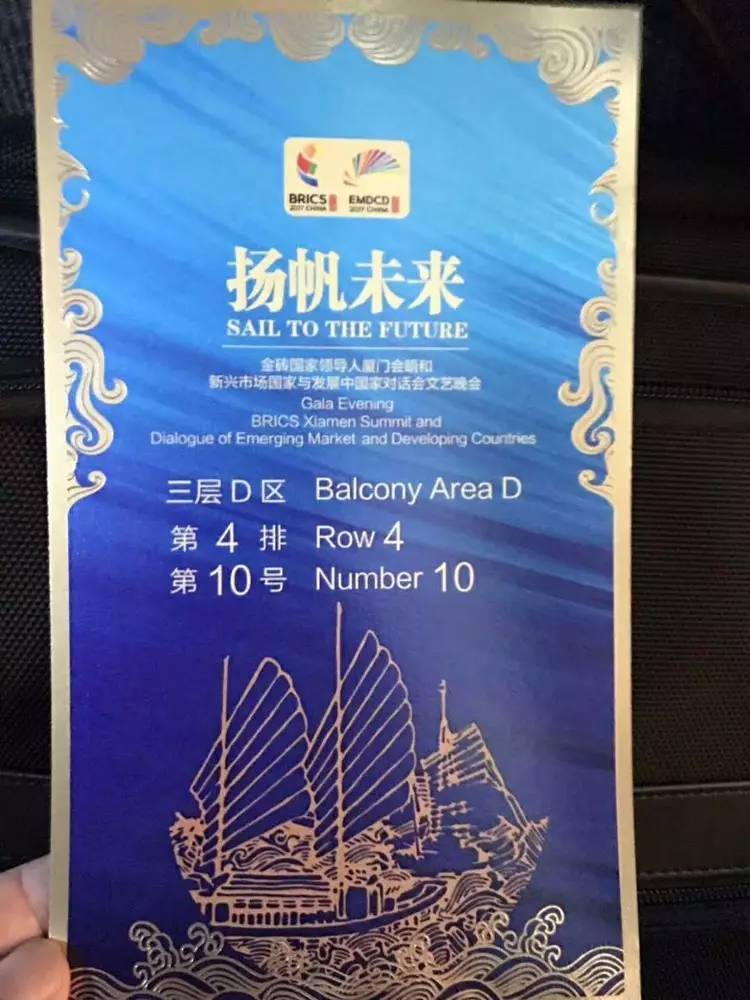 BRICS EMDCD
2017 CHINA 2017 CHINA
扬帆未来
SAIL TO THE FUTURE
金砖国家领导人厦门会晤和
新兴市场国家与发展中国家对话会文艺晚会
Gala Evening
BRICS Xiamen Summit and
Dialogue of Emerging Market and Developing Countries
三层 D 区 Balcony Area D
第 4 排 Row 4
第 10 号 Number 10